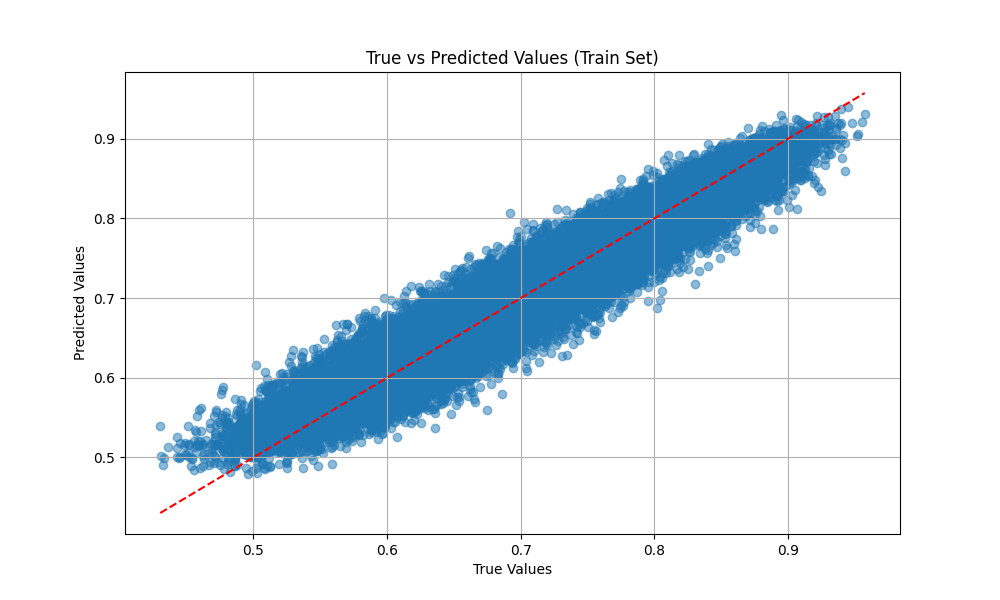 True vs Predicted Values (Train Set)
0.9
0.8
0.7
0.6
0.5
Predicted Values
0.5 0.6 0.7 0.8 0.9
True Values